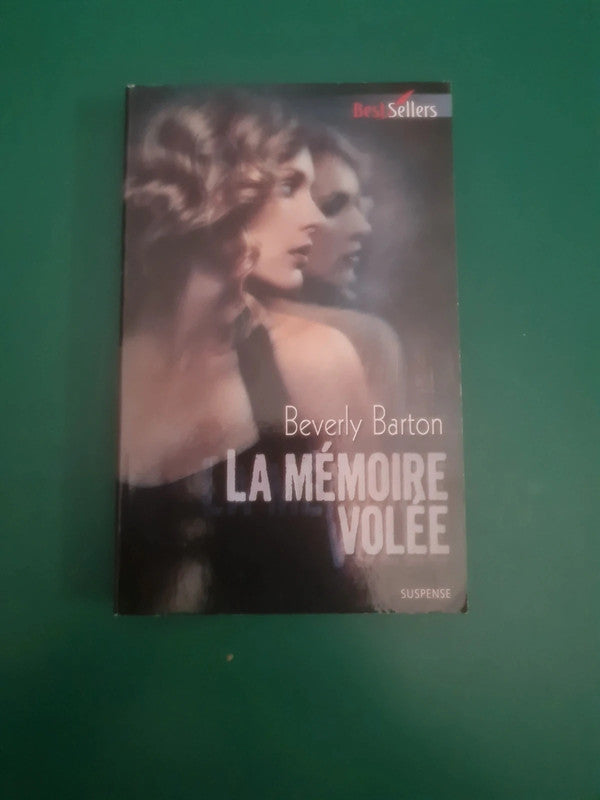 BestSellers
Beverly Barton
LA MÉMOIRE
VOLÉE
SUSPENSE